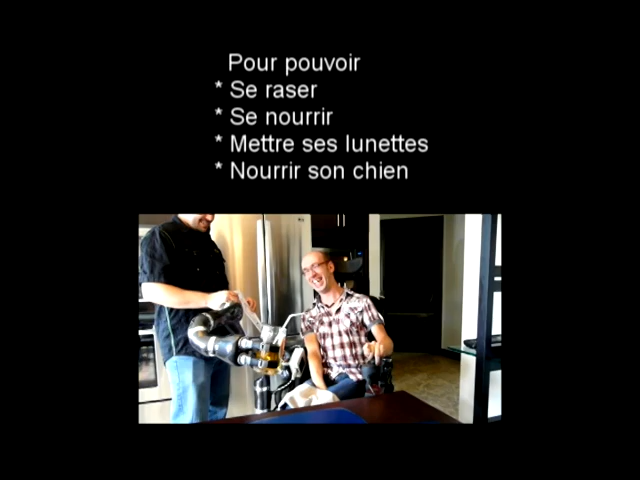 Pour pouvoir
* Se raser
* Se nourrir
* Mettre ses lunettes
* Nourrir son chien